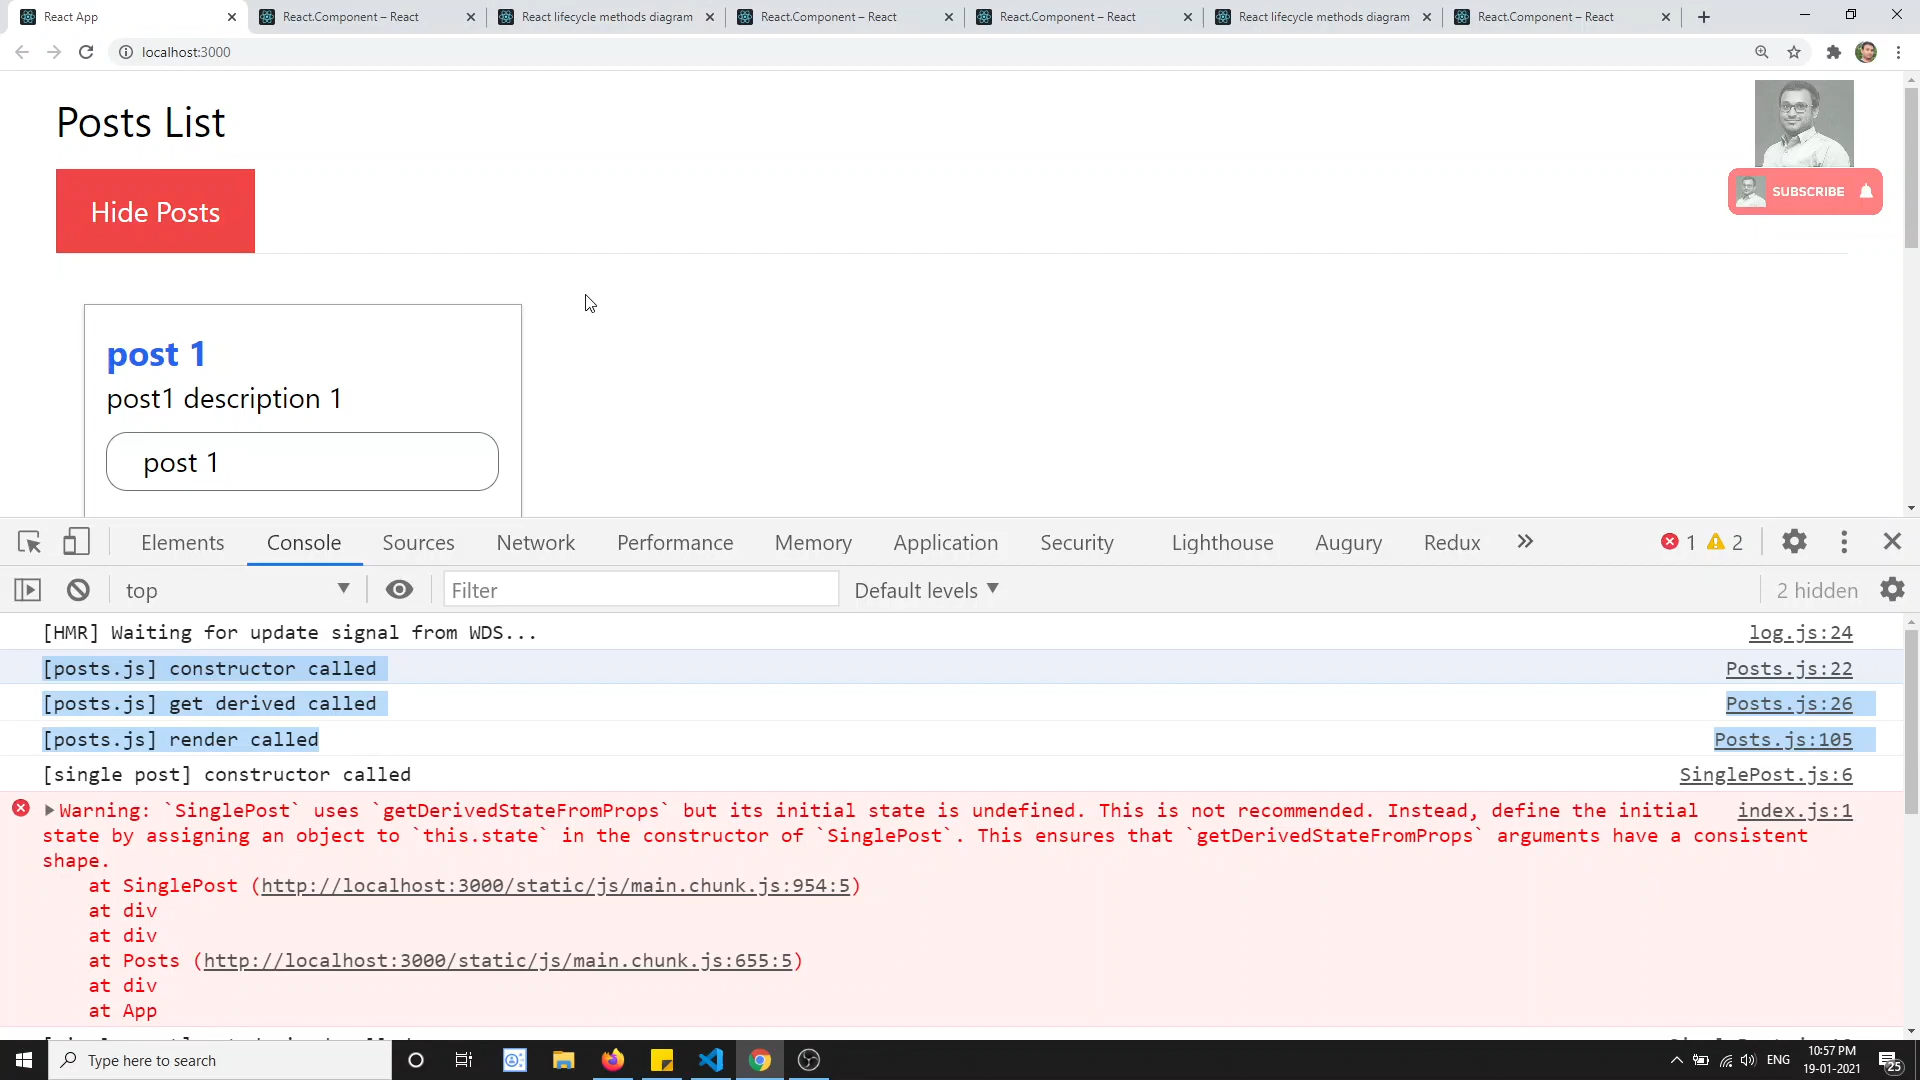 React App
React.Component – React
React lifecycle methods diagram
React.Component – React
React.Component – React
React lifecycle methods diagram
React.Component – React
localhost:3000
Posts List
SUBSCRIBE
Hide Posts
post 1
post1 description 1
post 1
Elements Console Sources Network Performance Memory Application Security Lighthouse Augury Redux 1 2
top Filter Default levels 2 hidden
[HMR] Waiting for update signal from WDS... log.js:24
[posts.js] constructor called Posts.js:22
[posts.js] get derived called Posts.js:26
[posts.js] render called Posts.js:105
[single post] constructor called SinglePost.js:6
Warning: `SinglePost` uses `getDerivedStateFromProps` but its initial state is undefined. This is not recommended. Instead, define the initial index.js:1
state by assigning an object to `this.state` in the constructor of `SinglePost`. This ensures that `getDerivedStateFromProps` arguments have a consistent
shape.
at SinglePost (http://localhost:3000/static/js/main.chunk.js:954:5)
at div
at div
at Posts (http://localhost:3000/static/js/main.chunk.js:655:5)
at div
at App
Type here to search
ENG
10:57 PM
19-01-2021
25